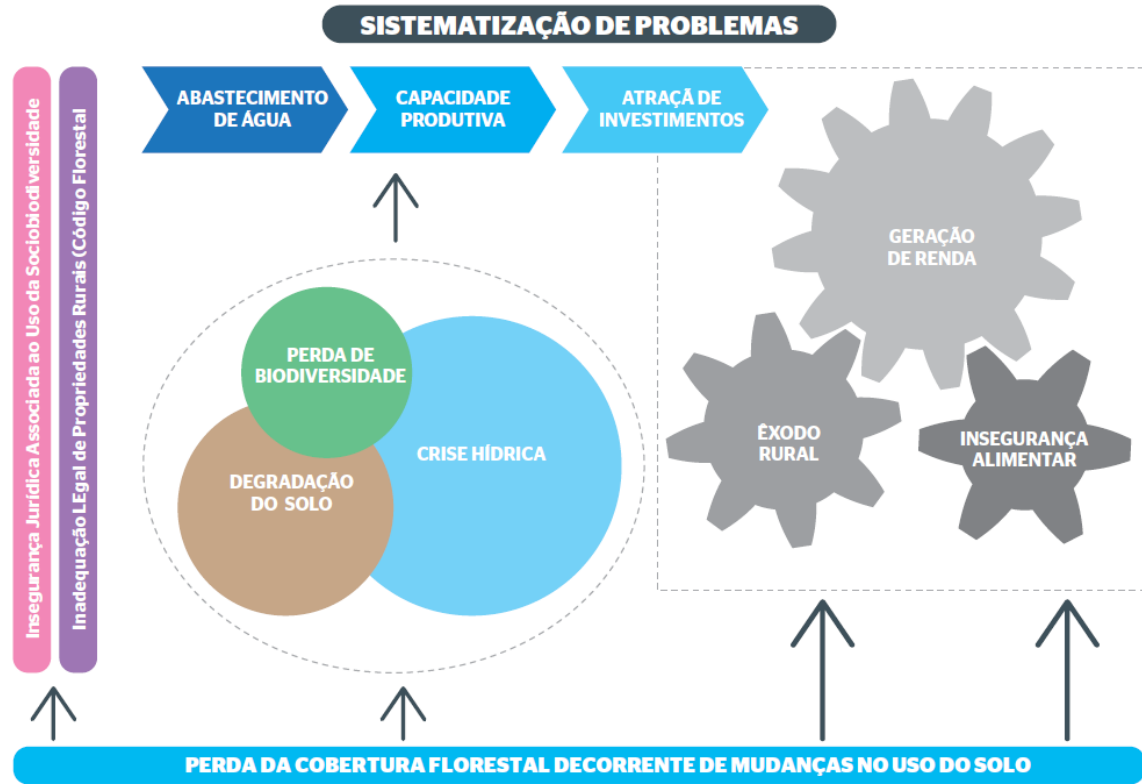 SISTEMATIZAÇÃO DE PROBLEMAS
Insegurança Jurídica Associada ao Uso da Sociobiodiversidade
Inadequação LEgal de Propriedades Rurais (Código Florestal
ABASTECIMENTO
DE ÁGUA
CAPACIDADE
PRODUTIVA
ATRAÇÃ DE
INVESTIMENTOS
GERAÇÃO
DE RENDA
PERDA DE
BIODIVERSIDADE
CRISE HÍDRICA
DEGRADAÇÃO
DO SOLO
ÊXODO
RURAL
INSEGURANÇA
ALIMENTAR
PERDA DA COBERTURA FLORESTAL DECORRENTE DE MUDANÇAS NO USO DO SOLO